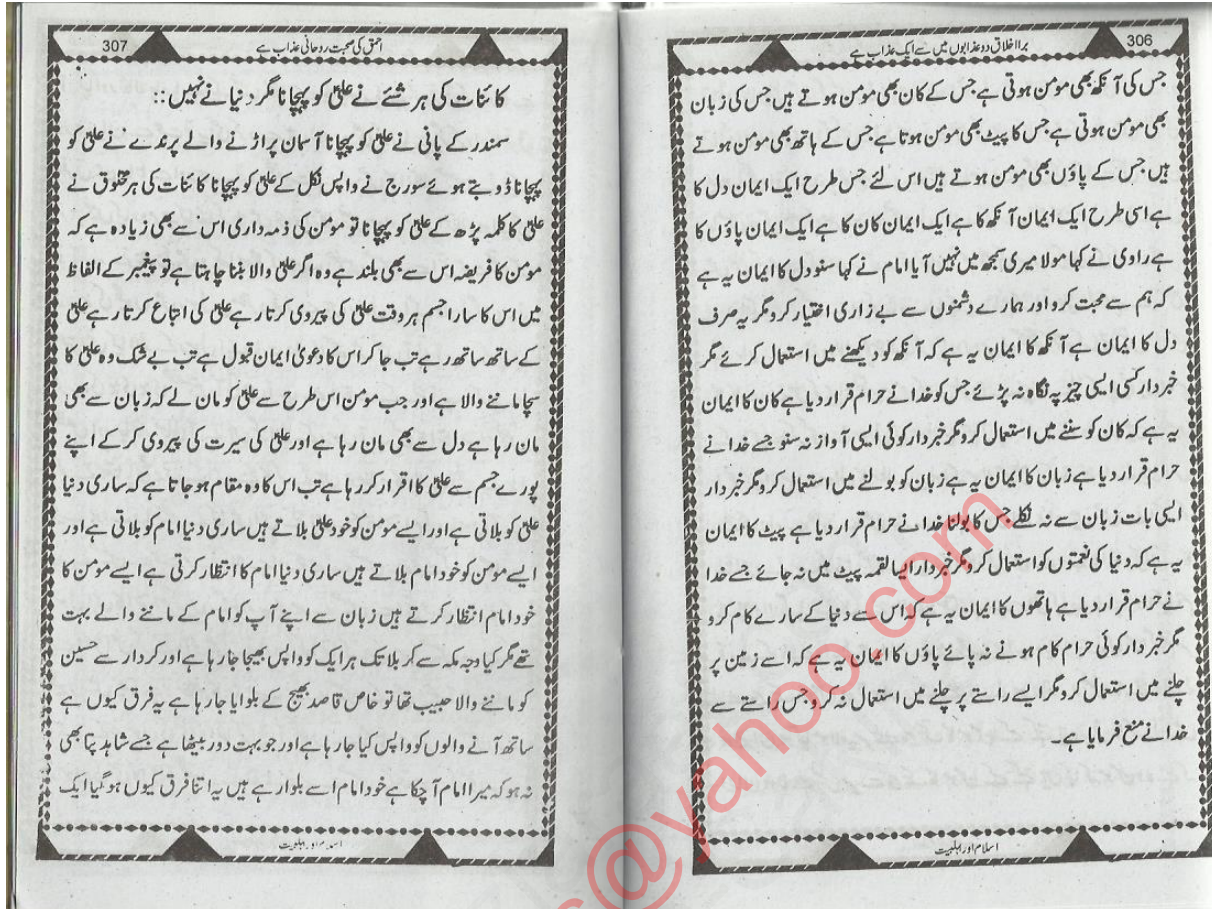 306
برا اخلاق دو عذابوں میں سے ایک عذاب ہے
جس کی آنکھ بھی مومن ہوتی ہے جس کے کان بھی مومن ہوتے ہیں جس کی زبان
بھی مومن ہوتی ہے جس کا پیٹ بھی مومن ہوتا ہے جس کے ہاتھ بھی مومن ہوتے
ہیں جس کے پاؤں بھی مومن ہوتے ہیں اس لئے جس طرح ایک ایمان دل کا
ہے اسی طرح ایک ایمان آنکھ کا ہے ایک ایمان کان کا ہے ایک ایمان پاؤں کا
ہے راوی نے کہا مولا میری سمجھ میں نہیں آیا امام نے کہا سنو دل کا ایمان یہ ہے
کہ ہم سے محبت کرو اور ہمارے دشمنوں سے بے زاری اختیار کرو مگر یہ صرف
دل کا ایمان ہے آنکھ کا ایمان یہ ہے کہ آنکھ کو دیکھنے میں استعمال کرئے مگر
خبردار کسی ایسی چیز پہ نگاہ نہ پڑئے جس کو خدا نے حرام قرار دیا ہے کان کا ایمان
یہ ہے کہ کان کو سننے میں استعمال کرو مگر خبردار کوئی ایسی آواز نہ سنو جسے خدا نے
حرام قرار دیا ہے زبان کا ایمان یہ ہے زبان کو بولنے میں استعمال کرو مگر خبردار
ایسی بات زبان سے نہ نکلے جس کا بولنا خدا نے حرام قرار دیا ہے پیٹ کا ایمان
یہ ہے کہ دنیا کی نعمتوں کو استعمال کرو مگر خبردار ایسا لقمہ پیٹ میں نہ جائے جسے خدا
نے حرام قرار دیا ہے ہاتھوں کا ایمان یہ ہے کہ اس سے دنیا کے سارے کام کرو
مگر خبردار کوئی حرام کام ہونے نہ پائے پاؤں کا ایمان یہ ہے کہ اسے زمین پر
چلنے میں استعمال کرو مگر ایسے راستے پر چلنے میں استعمال نہ کرو جس راستے سے
خدا نے منع فرمایا ہے۔
اسلام اور اہلبیت
307
احمق کی محبت روحانی عذاب ہے
کائنات کی ہر شئے نے علیؑ کو پہچانا مگر دنیا نے نہیں::
سمندر کے پانی نے علیؑ کو پہچانا آسمان پر اڑنے والے پرندے نے علیؑ کو
پہچانا ڈوبتے ہوئے سورج نے واپس نکل کے علیؑ کو پہچانا کائنات کی ہر مخلوق نے
علیؑ کا کلمہ پڑھ کے علیؑ کو پہچانا تو مومن کی ذمہ داری اس سے بھی زیادہ ہے کہ
مومن کا فریضہ اس سے بھی بلند ہے وہ اگر علیؑ والا بننا چاہتا ہے تو پیغمبر کے الفاظ
میں اس کا سارا جسم ہر وقت علیؑ کی پیروی کرتا رہے علیؑ کی اتباع کرتا رہے علیؑ
کے ساتھ ساتھ رہے تب جا کر اس کا دعویٰ ایمان قبول ہے تب بے شک وہ علیؑ کا
سچا ماننے والا ہے اور جب مومن اس طرح سے علیؑ کو مان لے کہ زبان سے بھی
مان رہا ہے دل سے بھی مان رہا ہے اور علیؑ کی سیرت کی پیروی کر کے اپنے
پورے جسم سے علیؑ کا اقرار کر رہا ہے تب اس کا وہ مقام ہو جاتا ہے کہ ساری دنیا
علیؑ کو بلاتی ہے اور ایسے مومن کو خود علیؑ بلاتے ہیں ساری دنیا امام کو بلاتی ہے اور
ایسے مومن کو خود امام بلاتے ہیں ساری دنیا امام کا انتظار کرتی ہے ایسے مومن کا
خود امام انتظار کرتے ہیں زبان سے اپنے آپ کو امام کے ماننے والے بہت
تھے مگر کیا وجہ مکہ سے کربلا تک ہر ایک کو واپس بھیجا جا رہا ہے اور کردار سے حسین
کو ماننے والا حبیب تھا تو خاص قاصد بھیج کے بلوایا جا رہا ہے یہ فرق کیوں ہے
ساتھ آنے والوں کو واپس کیا جا رہا ہے اور جو بہت دور بیٹھا ہے جسے شاہد پتا بھی
نہ ہو کہ میرا امام آ چکا ہے خود امام اسے بلوا رہے ہیں یہ اتنا فرق کیوں ہو گیا ایک
اسلام اور اہلبیت
@yahoo.com